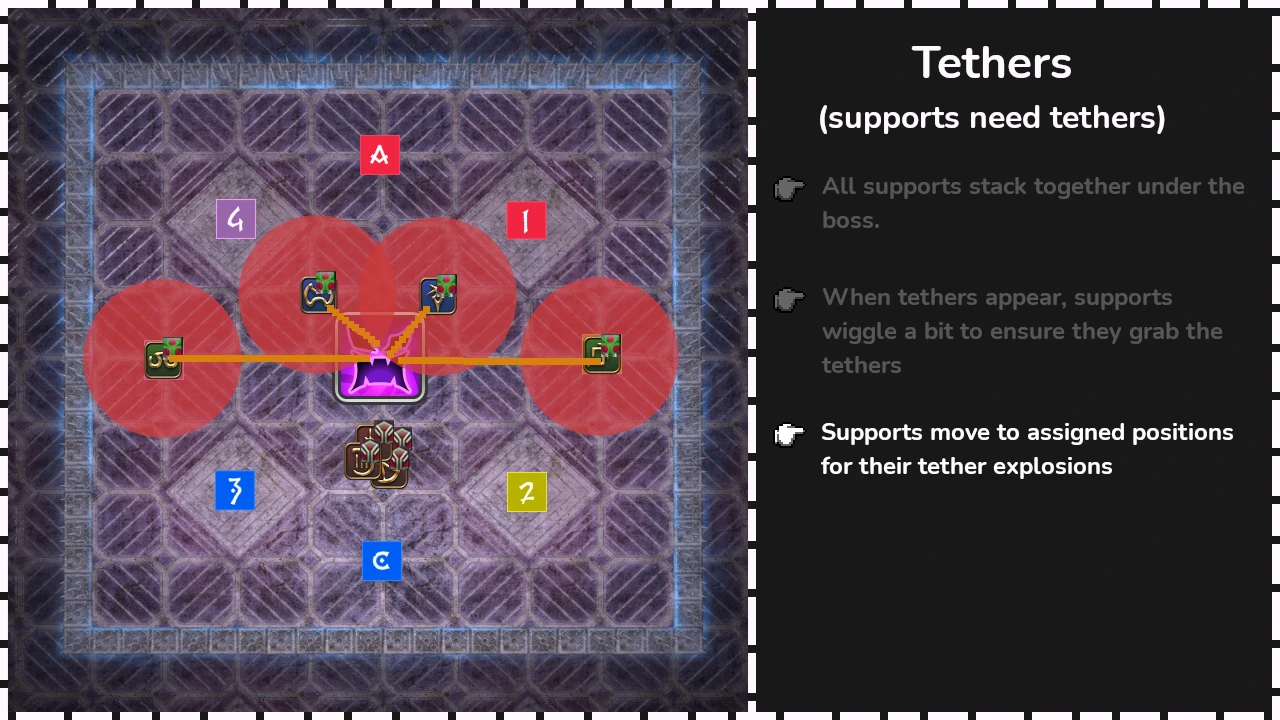 Tethers
(supports need tethers)
All supports stack together under the
boss.
When tethers appear, supports
wiggle a bit to ensure they grab the
tethers
Supports move to assigned positions
for their tether explosions
A
4
1
3
2
C